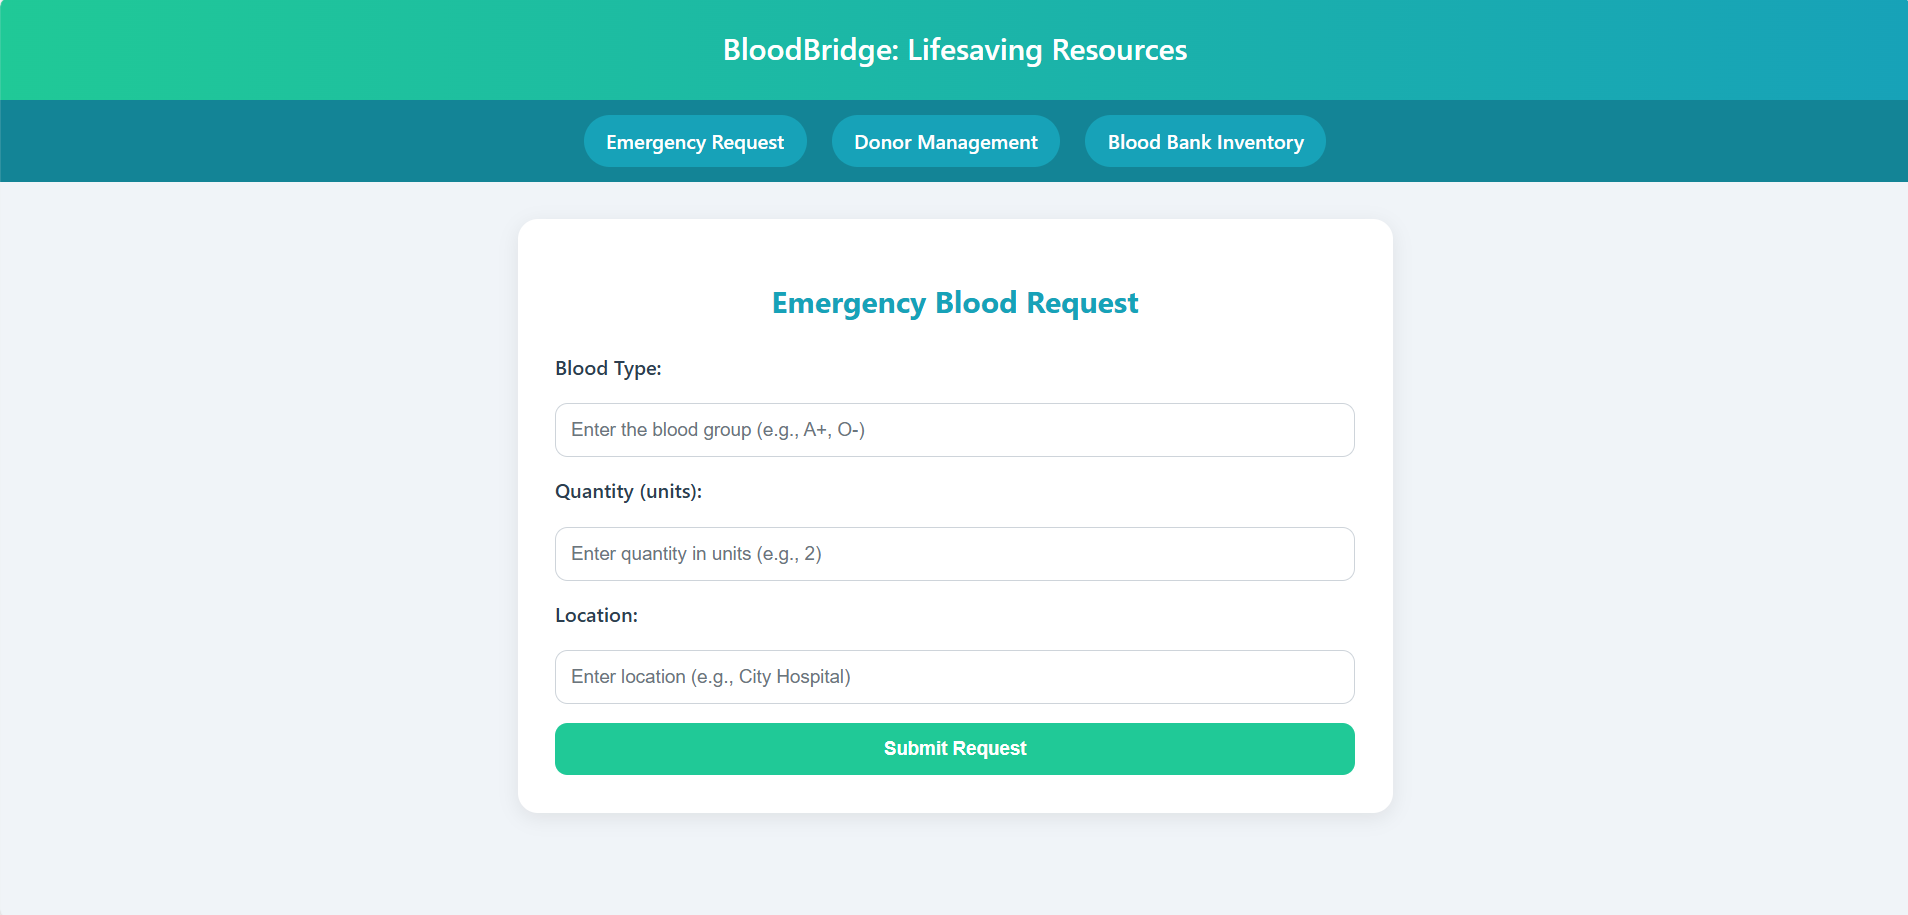 BloodBridge: Lifesaving Resources
Emergency Request
Donor Management
Blood Bank Inventory
Emergency Blood Request
Blood Type:
Enter the blood group (e.g., A+, O-)
Quantity (units):
Enter quantity in units (e.g., 2)
Location:
Enter location (e.g., City Hospital)
Submit Request